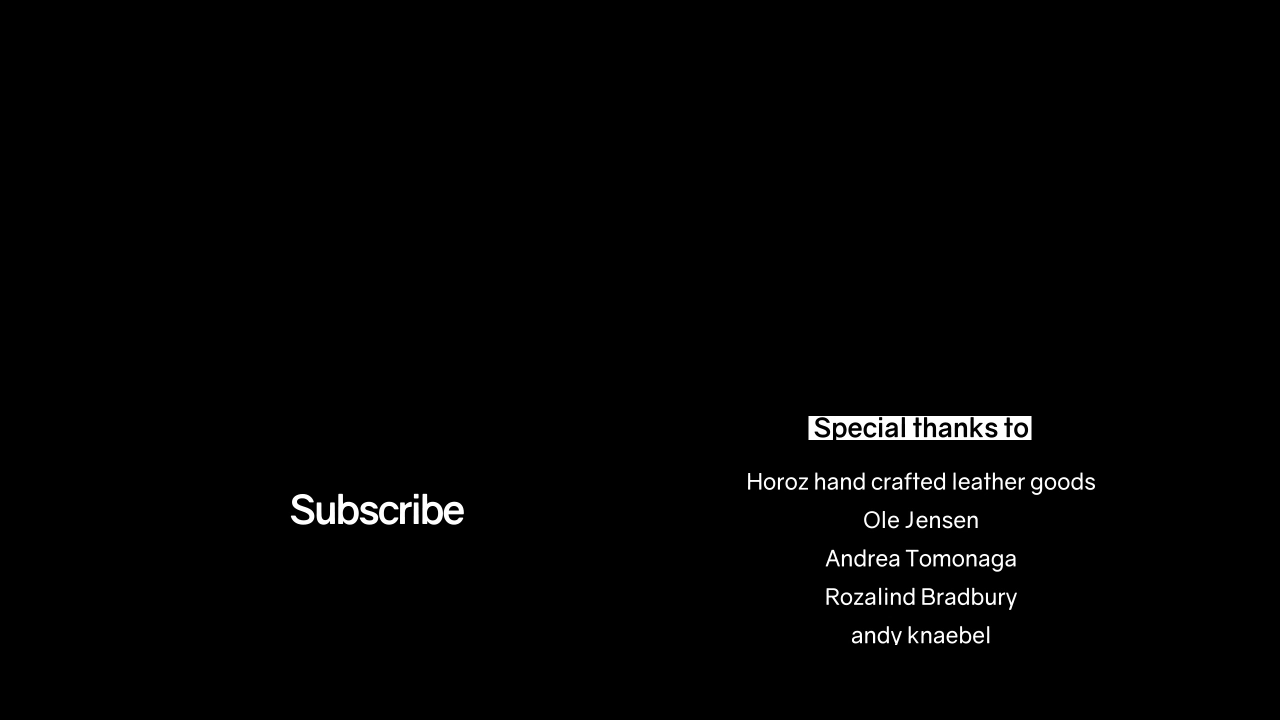 Subscribe
Special thanks to
Horoz hand crafted leather goods
Ole Jensen
Andrea Tomonaga
Rozalind Bradbury
andy knaebel